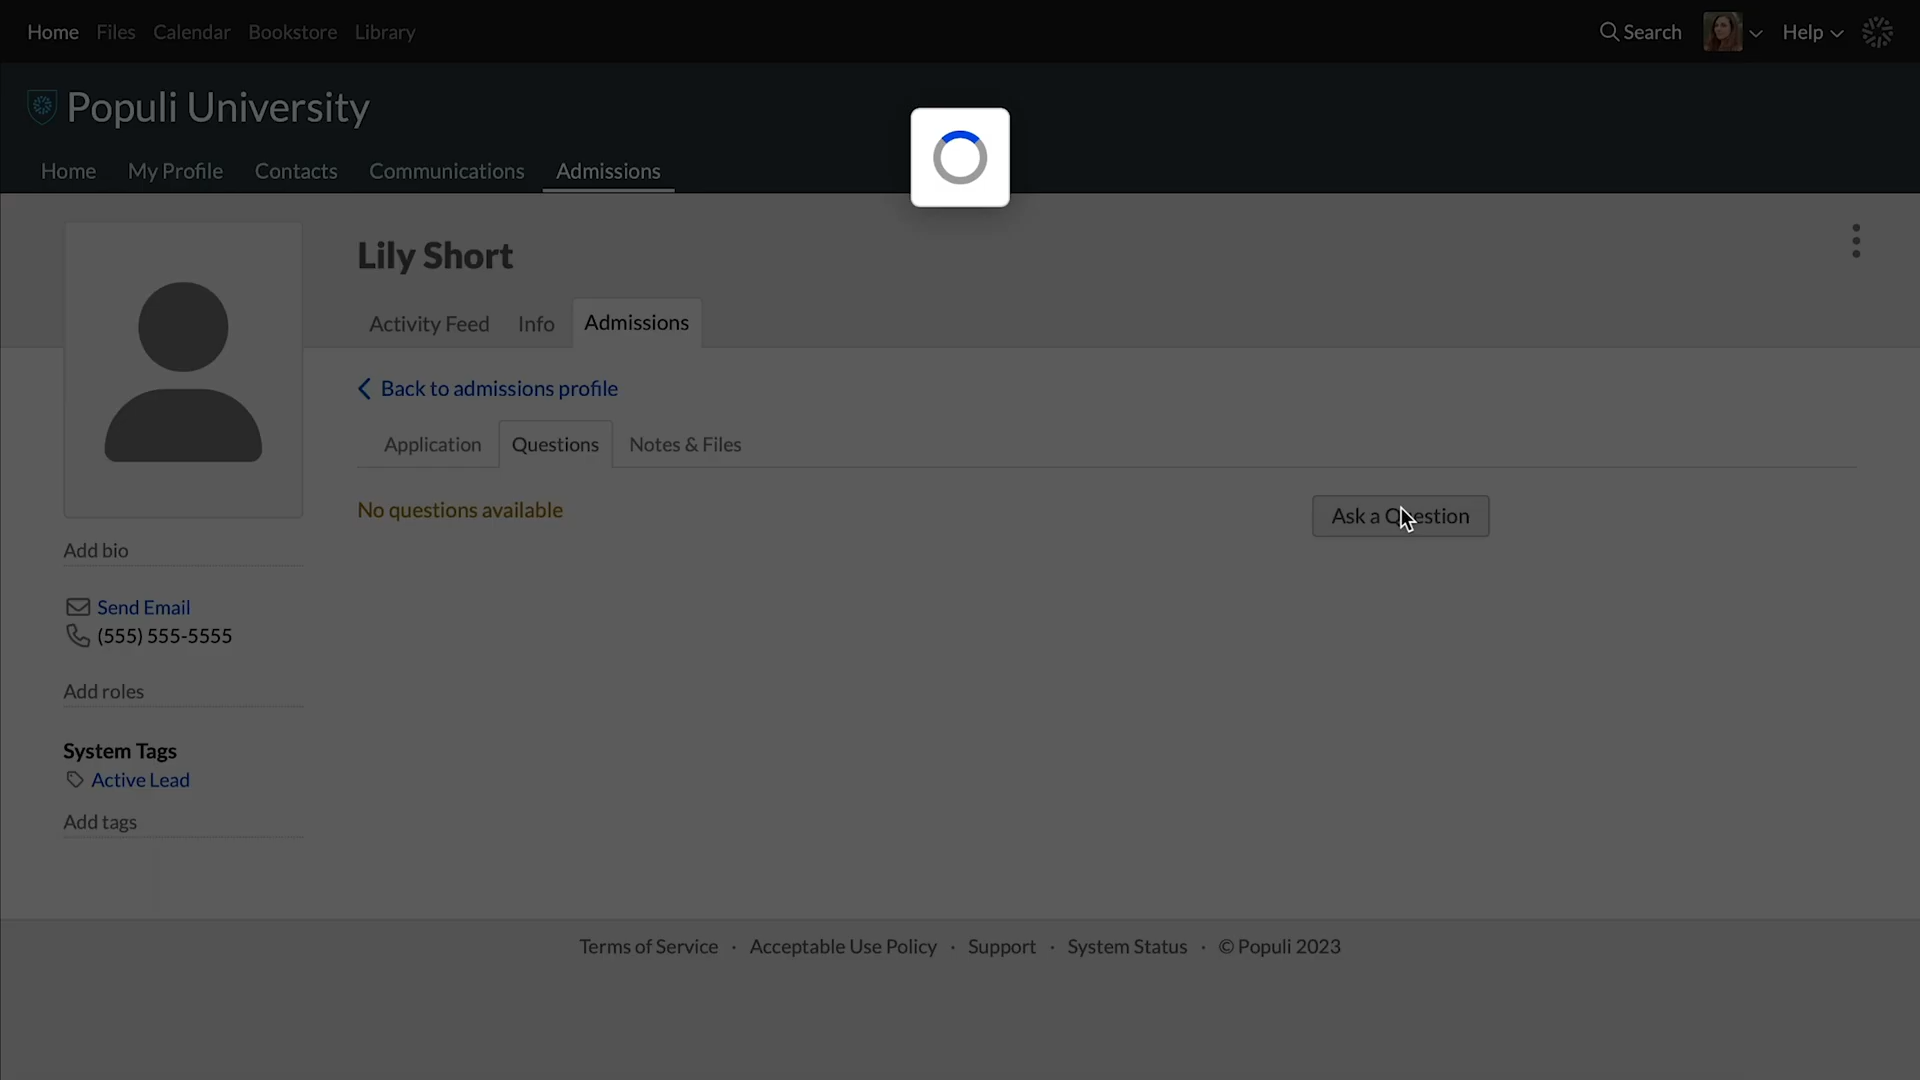 Home Files Calendar Bookstore Library Search Help
Populi University
Home My Profile Contacts Communications Admissions
Lily Short
Activity Feed Info Admissions
Back to admissions profile
Application Questions Notes & Files
No questions available
Ask a Question
Add bio
Send Email
(555) 555-5555
Add roles
System Tags
Active Lead
Add tags
Terms of Service · Acceptable Use Policy · Support · System Status · © Populi 2023